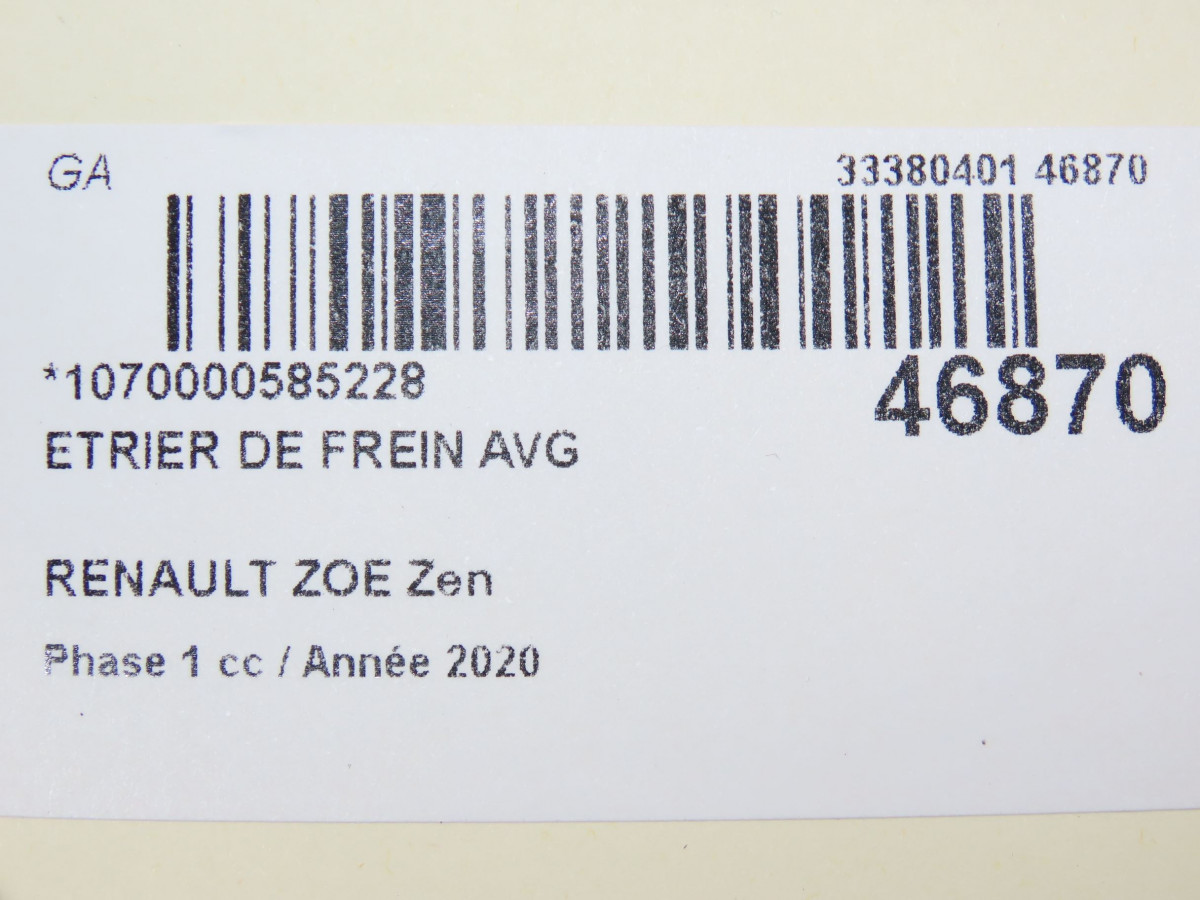 GA
33380401 46870
*1070000585228
46870
ETRIER DE FREIN AVG
RENAULT ZOE Zen
Phase 1 cc / Année 2020